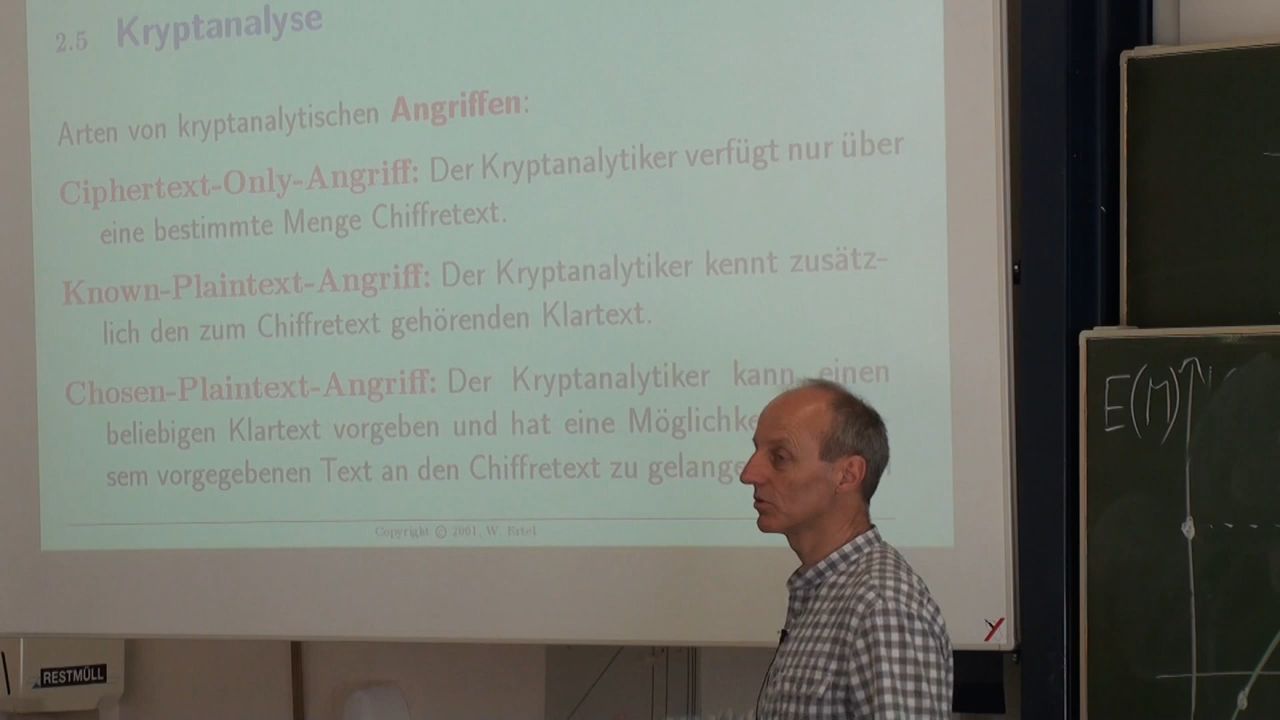 2.5 Kryptanalyse
Arten von kryptanalytischen Angriffen:
Ciphertext-Only-Angriff: Der Kryptanalytiker verfügt nur über
eine bestimmte Menge Chiffretext.
Known-Plaintext-Angriff: Der Kryptanalytiker kennt zusätz-
lich den zum Chiffretext gehörenden Klartext.
Chosen-Plaintext-Angriff: Der Kryptanalytiker kann einen
beliebigen Klartext vorgeben und hat eine Möglichke
sem vorgegebenen Text an den Chiffretext zu gelange
Copyright © 2001, W. Ertel
RESTMÜLL
E(M)